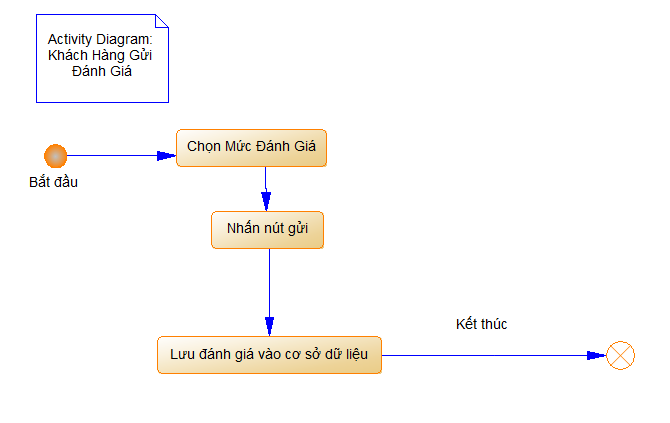 Activity Diagram:
Khách Hàng Gửi
Đánh Giá
Chọn Mức Đánh Giá
Bắt đầu
Nhấn nút gửi
Kết thúc
Lưu đánh giá vào cơ sở dữ liệu